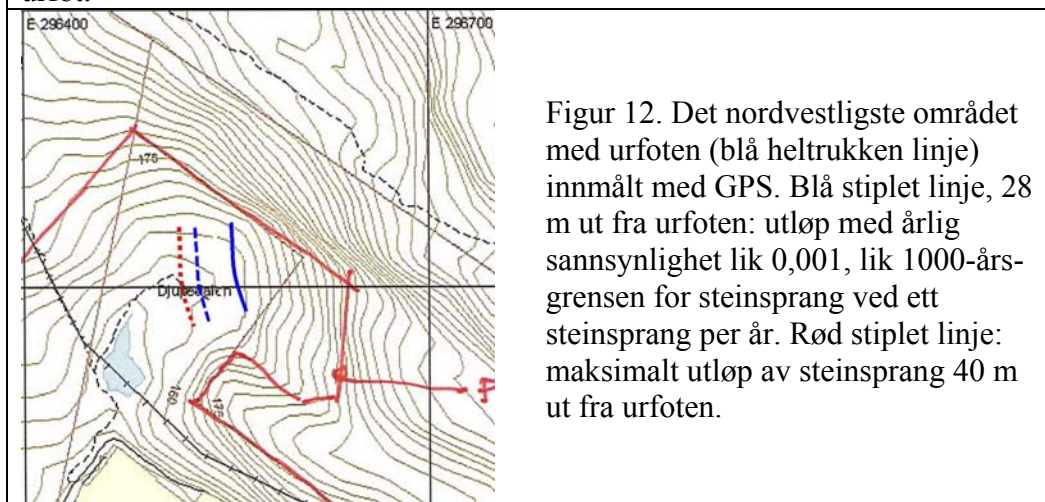 E 296400
E 296700
175
Djupedalen
160
175
Figur 12. Det nordvestligste området
med urfoten (blå heltrukken linje)
innmålt med GPS. Blå stiplet linje, 28
m ut fra urfoten: utløp med årlig
sannsynlighet lik 0,001, lik 1000-års-
grensen for steinsprang ved ett
steinsprang per år. Rød stiplet linje:
maksimalt utløp av steinsprang 40 m
ut fra urfoten.